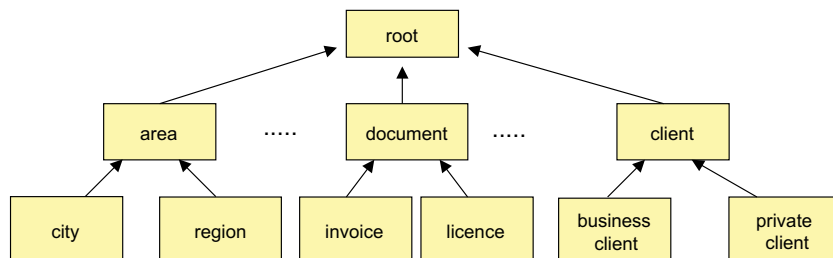 root
area
.....
document
.....
client
city
region
invoice
licence
business
client
private
client